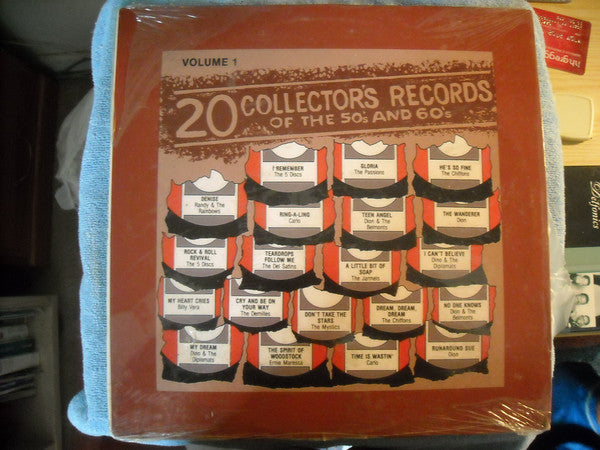 VOLUME 1
20 COLLECTORS RECORDS
OF THE 50s AND 60s
I REMEMBER
The 5 Discs
GLORIA
The Passions
HE'S SO FINE
The Chiffons
DENISE
Randy & The
Rainbows
RING-A-LING
Carlo
TEEN ANGEL
Dion & The
Belmonts
THE WANDERER
Dion
ROCK & ROLL
REVIVAL
The 5 Discs
TEARDROPS
FOLLOW ME
The Del Satins
A LITTLE BIT OF
SOAP
The Jarmels
I CAN'T BELIEVE
Dino & The
Diplomats
MY HEART CRIES
Billy Vera
CRY AND BE ON
YOUR WAY
The Demilles
DON'T TAKE THE
STARS
The Mystics
DREAM, DREAM,
DREAM
The Chiffons
NO ONE KNOWS
Dion & The
Belmonts
MY DREAM
Dino & The
Diplomats
THE SPIRIT OF
WOODSTOCK
Ernie Maresca
TIME IS WASTIN'
Carlo
RUNAROUND SUE
Dion
hhgregg
Delfonics